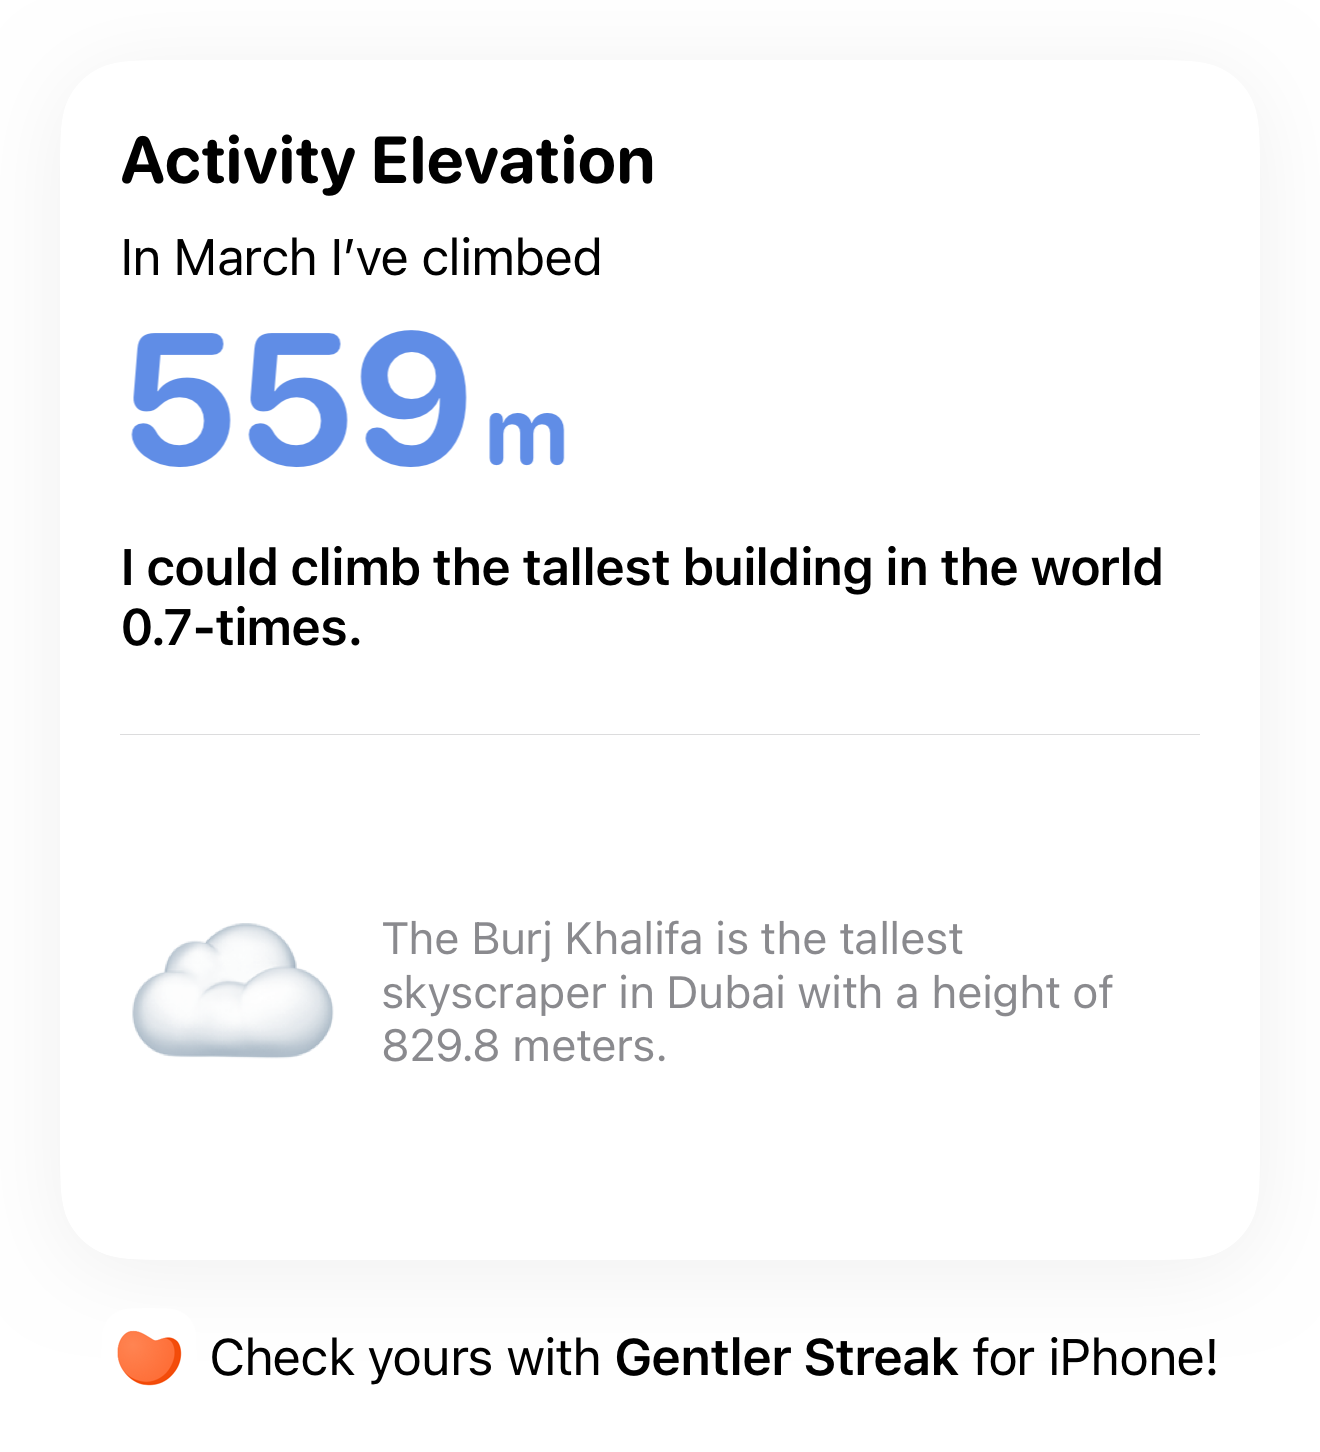 Activity Elevation
In March I’ve climbed
559 m
I could climb the tallest building in the world
0.7-times.
The Burj Khalifa is the tallest
skyscraper in Dubai with a height of
829.8 meters.
Check yours with Gentler Streak for iPhone!